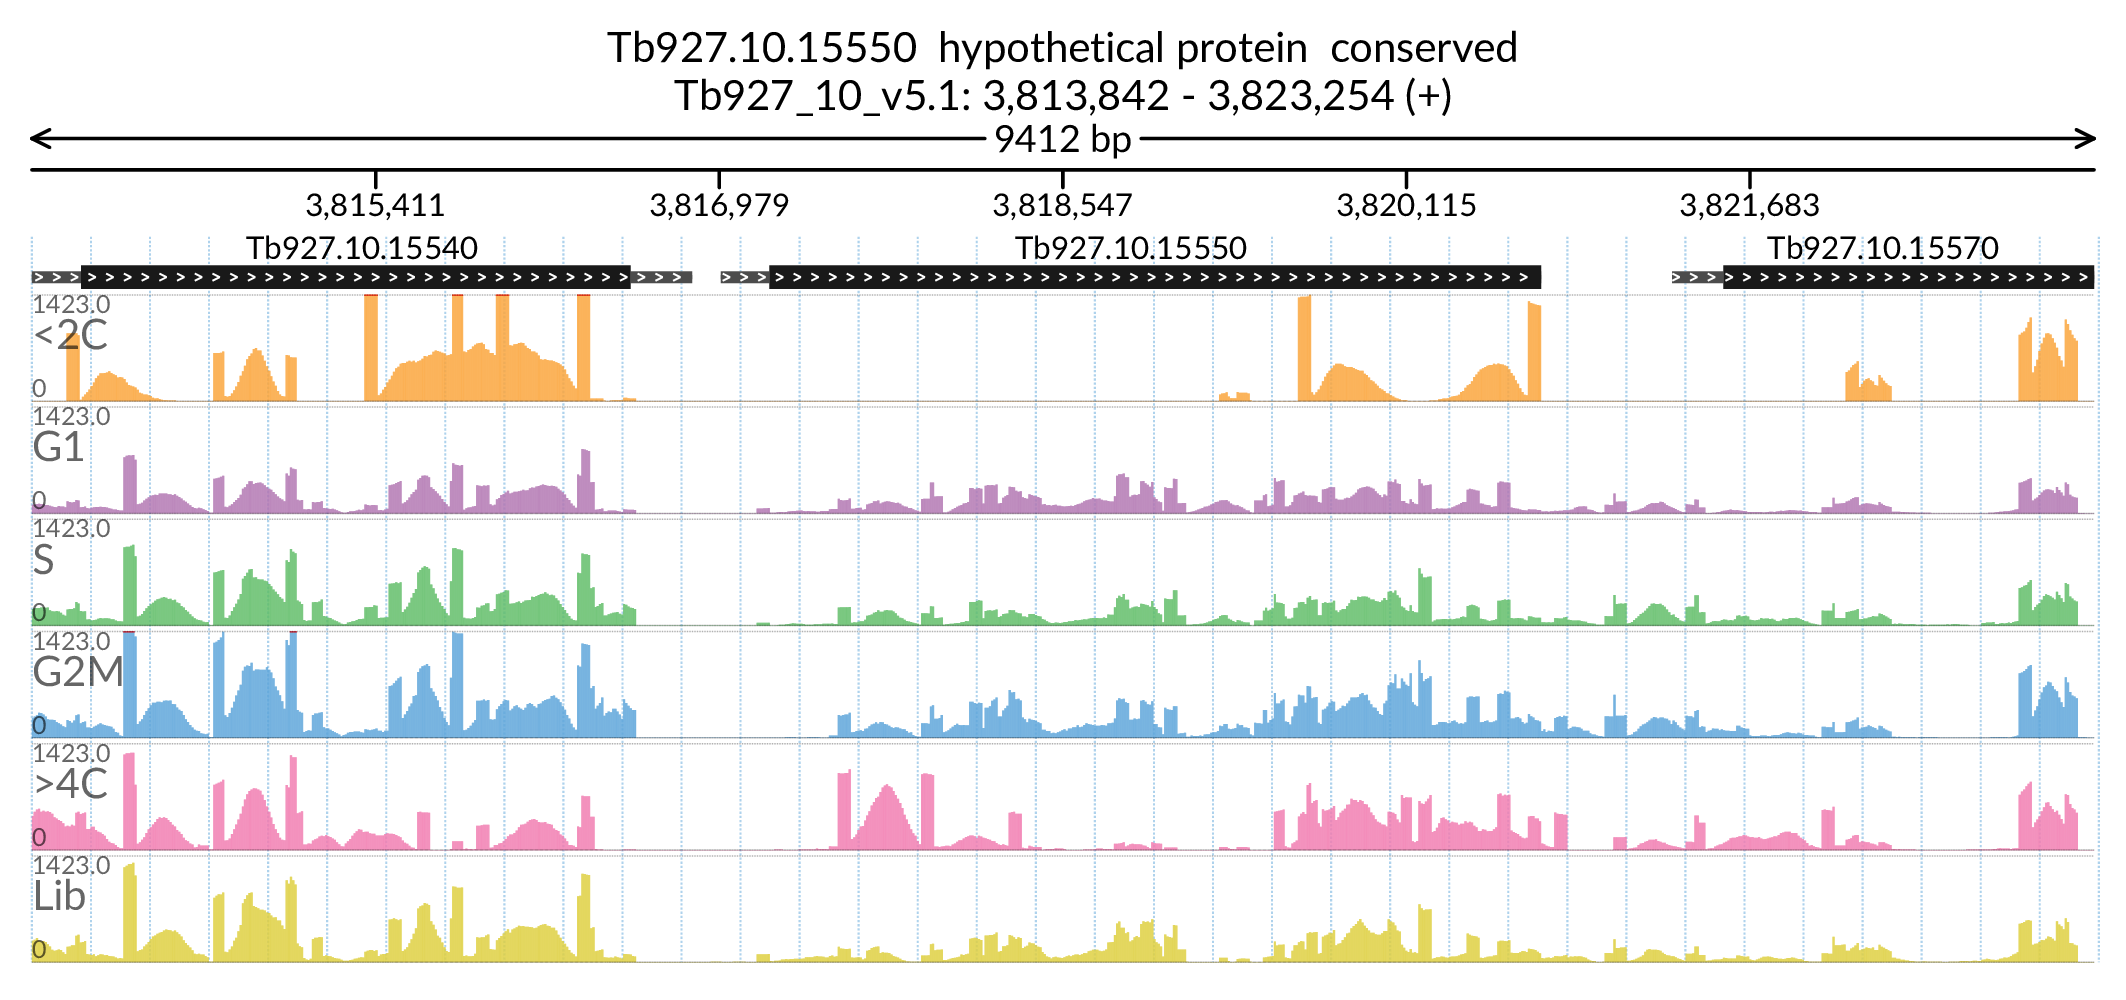 Tb927.10.15550  hypothetical protein  conserved
Tb927_10_v5.1: 3,813,842 - 3,823,254 (+)
9412 bp
3,815,411 3,816,979 3,818,547 3,820,115 3,821,683
Tb927.10.15540 Tb927.10.15550 Tb927.10.15570
1423.0
<2C
0
1423.0
G1
0
1423.0
S
0
1423.0
G2M
0
1423.0
>4C
0
1423.0
Lib
0